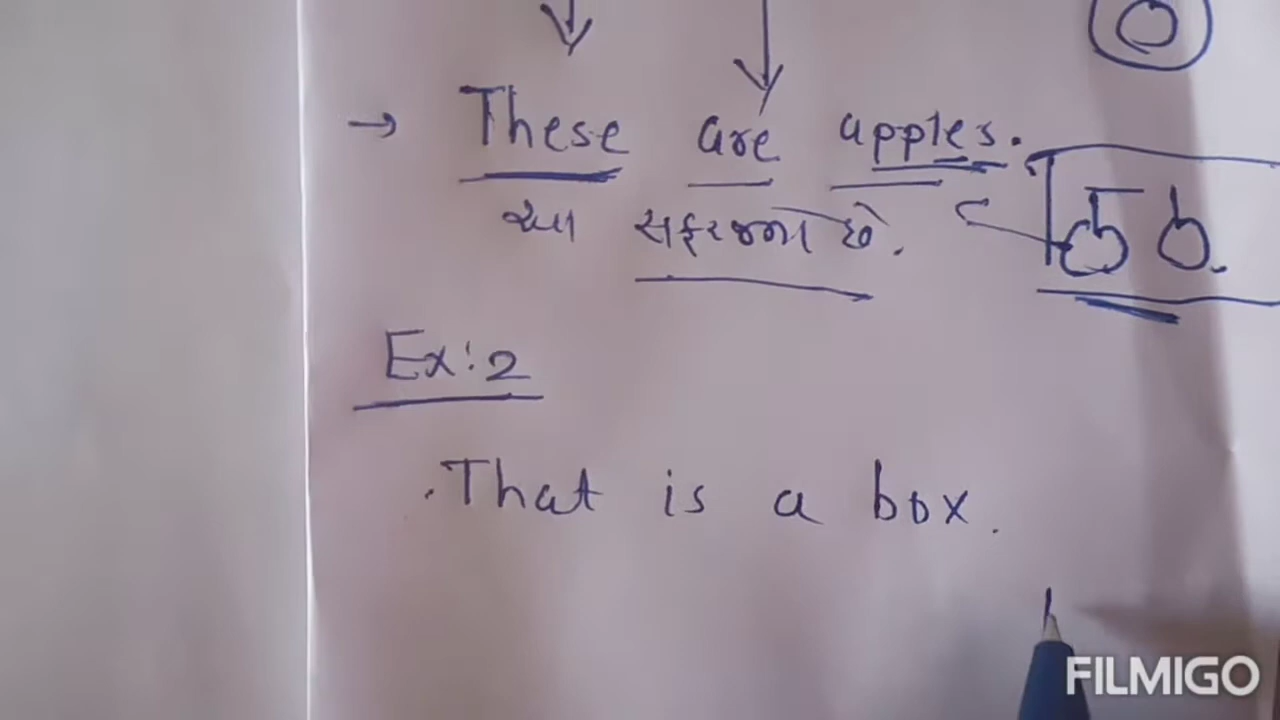 → These are apples.
આ સફરજનો છે.
Ex:2
.That is a box.
FILMIGO